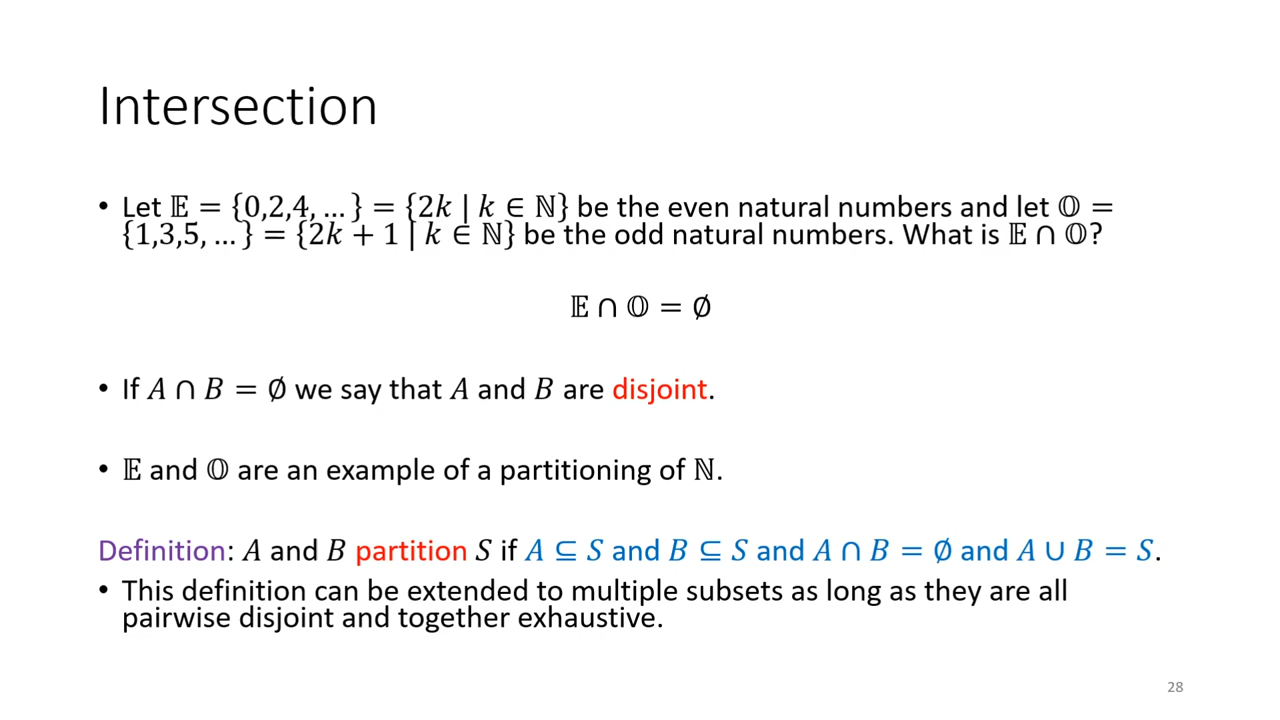 Intersection
• Let 𝔼 = {0,2,4, … } = {2𝑘 | 𝑘 ∈ ℕ} be the even natural numbers and let 𝕆 =
{1,3,5, … } = {2𝑘 + 1 | 𝑘 ∈ ℕ} be the odd natural numbers. What is 𝔼 ∩ 𝕆?
𝔼 ∩ 𝕆 = ∅
• If 𝐴 ∩ 𝐵 = ∅ we say that 𝐴 and 𝐵 are disjoint.
• 𝔼 and 𝕆 are an example of a partitioning of ℕ.
Definition: 𝐴 and 𝐵 partition 𝑆 if 𝐴 ⊆ 𝑆 and 𝐵 ⊆ 𝑆 and 𝐴 ∩ 𝐵 = ∅ and 𝐴 ∪ 𝐵 = 𝑆.
• This definition can be extended to multiple subsets as long as they are all
pairwise disjoint and together exhaustive.
28